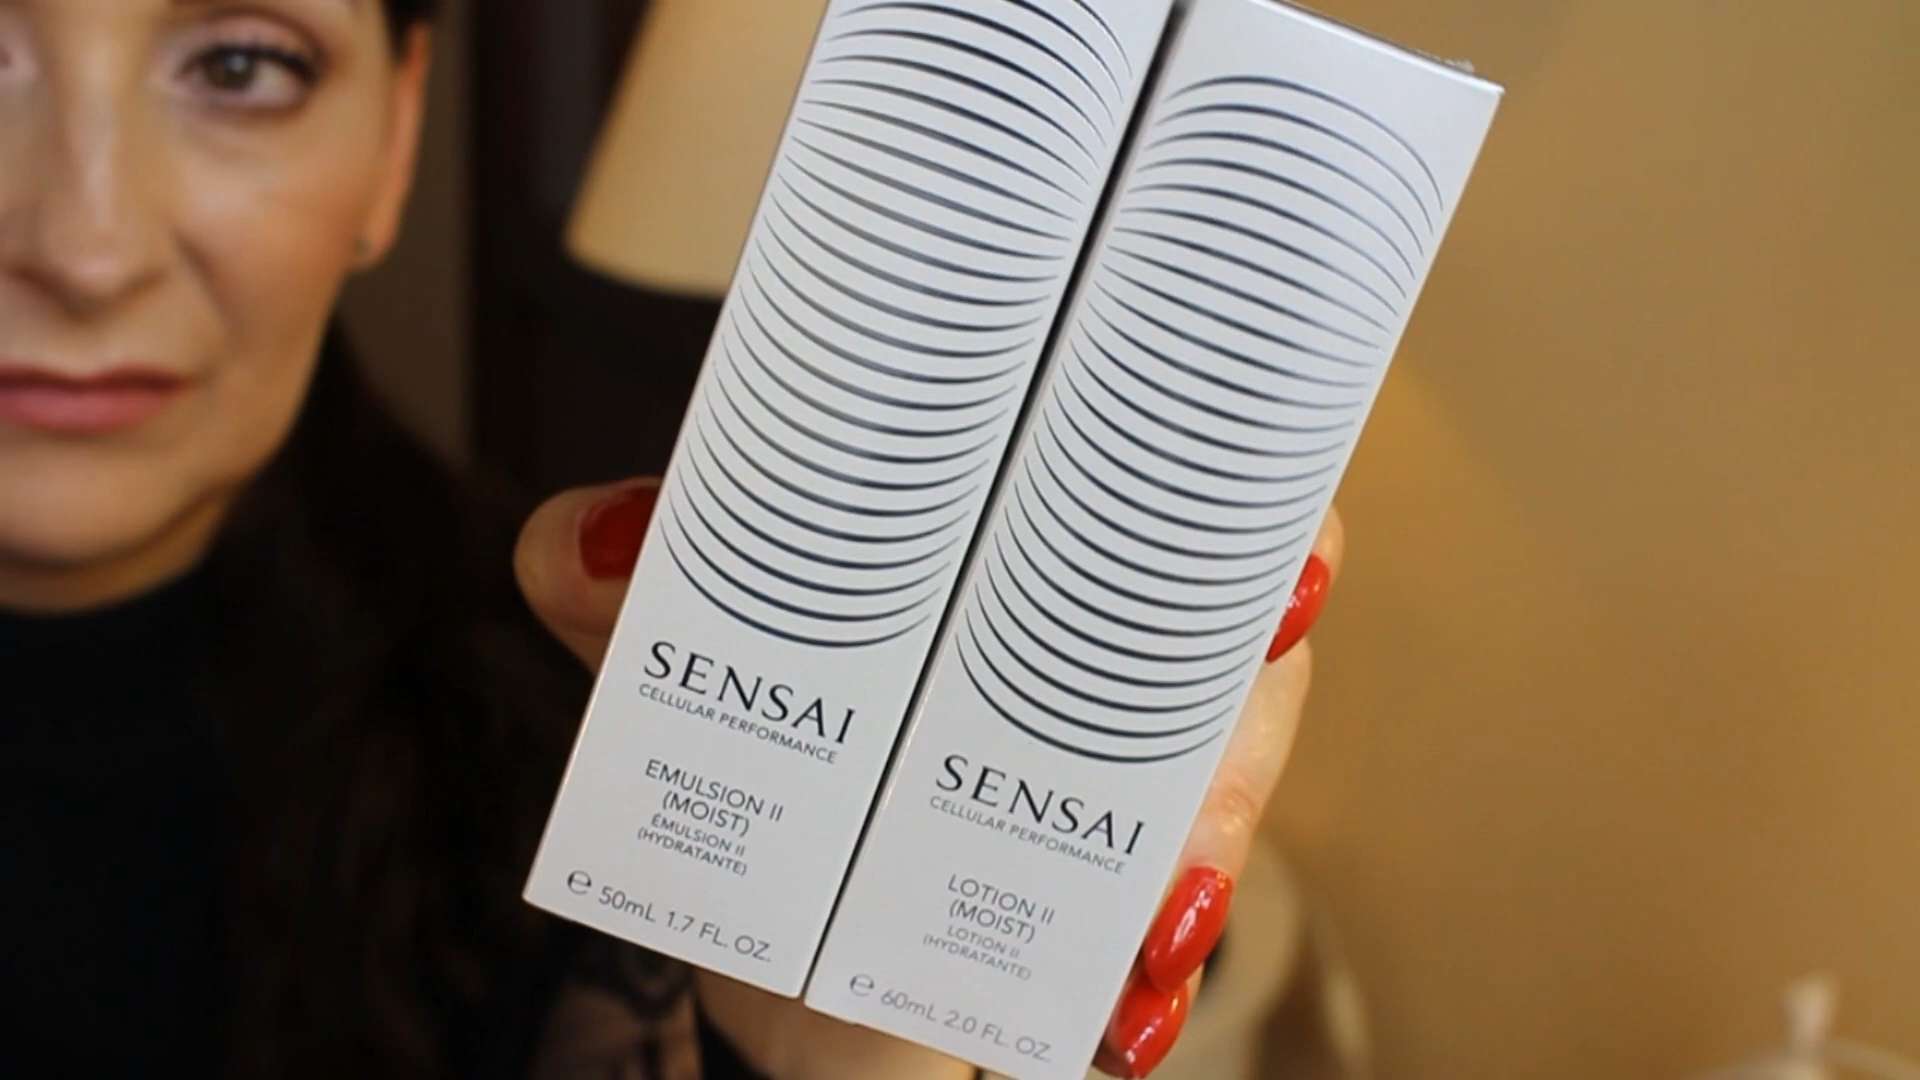 SENSAI
CELLULAR PERFORMANCE
EMULSION II
(MOIST)
ÉMULSION II
(HYDRATANTE)
℮ 50mL 1.7 FL. OZ.
SENSAI
CELLULAR PERFORMANCE
LOTION II
(MOIST)
LOTION II
(HYDRATANTE)
℮ 60mL 2.0 FL. OZ.